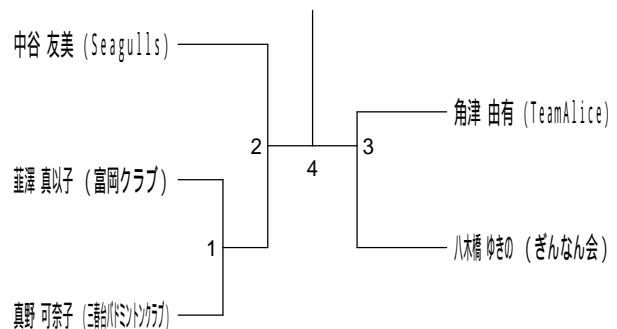 中谷 友美 (Seagulls)
角津 由有 (TeamAlice)
2
3
4
韮澤 真以子 (富岡クラブ)
1
八木橋 ゆきの (ぎんなん会)
真野 可奈子 (三春台バドミントンクラブ)